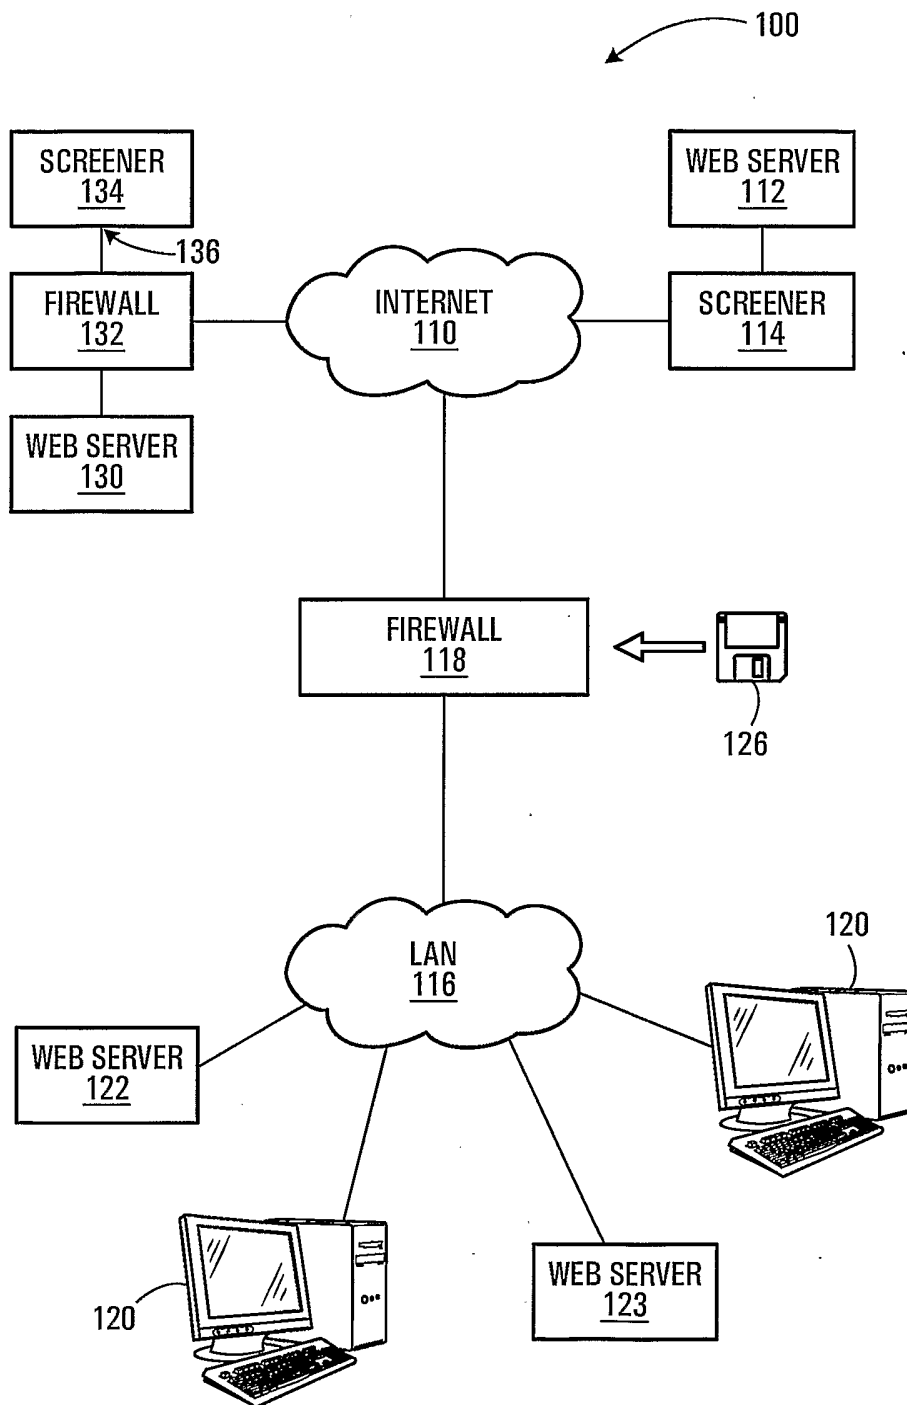 100
SCREENER
134
WEB SERVER
112
136
FIREWALL
132
INTERNET
110
SCREENER
114
WEB SERVER
130
FIREWALL
118
126
LAN
116
120
WEB SERVER
122
120
WEB SERVER
123